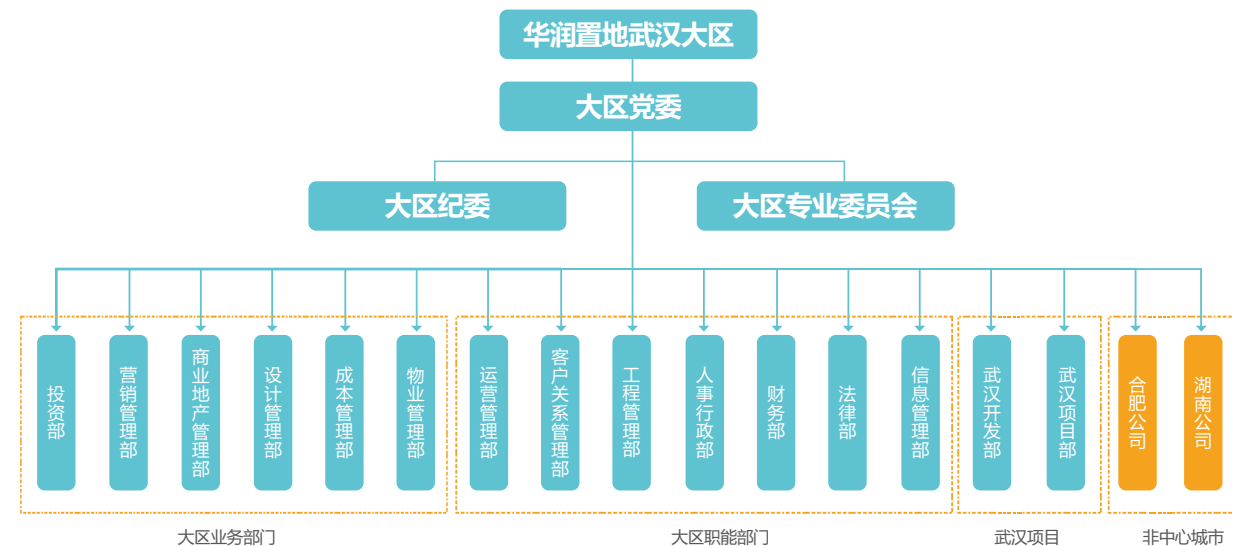 华润置地武汉大区
大区党委
大区纪委
大区专业委员会
投资部
营销管理部
商业地产管理部
设计管理部
成本管理部
物业管理部
运营管理部
客户关系管理部
工程管理部
人事行政部
财务部
法律部
信息管理部
武汉开发部
武汉项目部
合肥公司
湖南公司
大区业务部门
大区职能部门
武汉项目
非中心城市